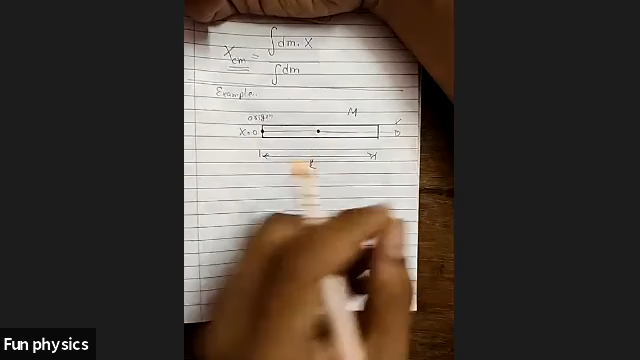 Xcm = ∫dm. X
∫dm
Example..
origin
M
X=0
l
Fun physics